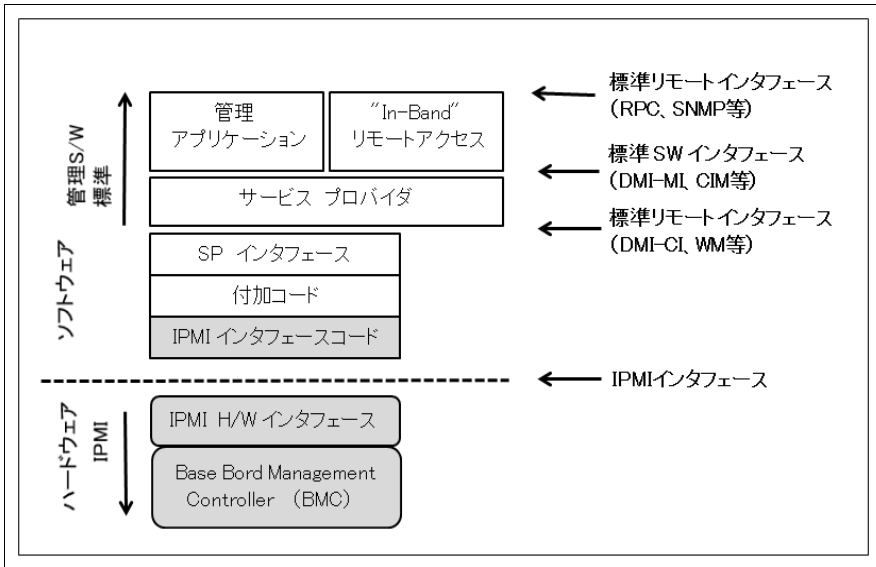 管理
アプリケーション
"In-Band"
リモートアクセス
サービス プロバイダ
SP インタフェース
付加コード
IPMI インタフェースコード
IPMI H/W インタフェース
Base Bord Management
Controller （BMC）
管理S/W
標準
ソフトウェア
ハードウェア
IPMI
標準リモートインタフェース
（RPC、SNMP等）
標準 SW インタフェース
（DMI-MI、CIM等）
標準リモートインタフェース
（DMI-CI、WM等）
IPMIインタフェース